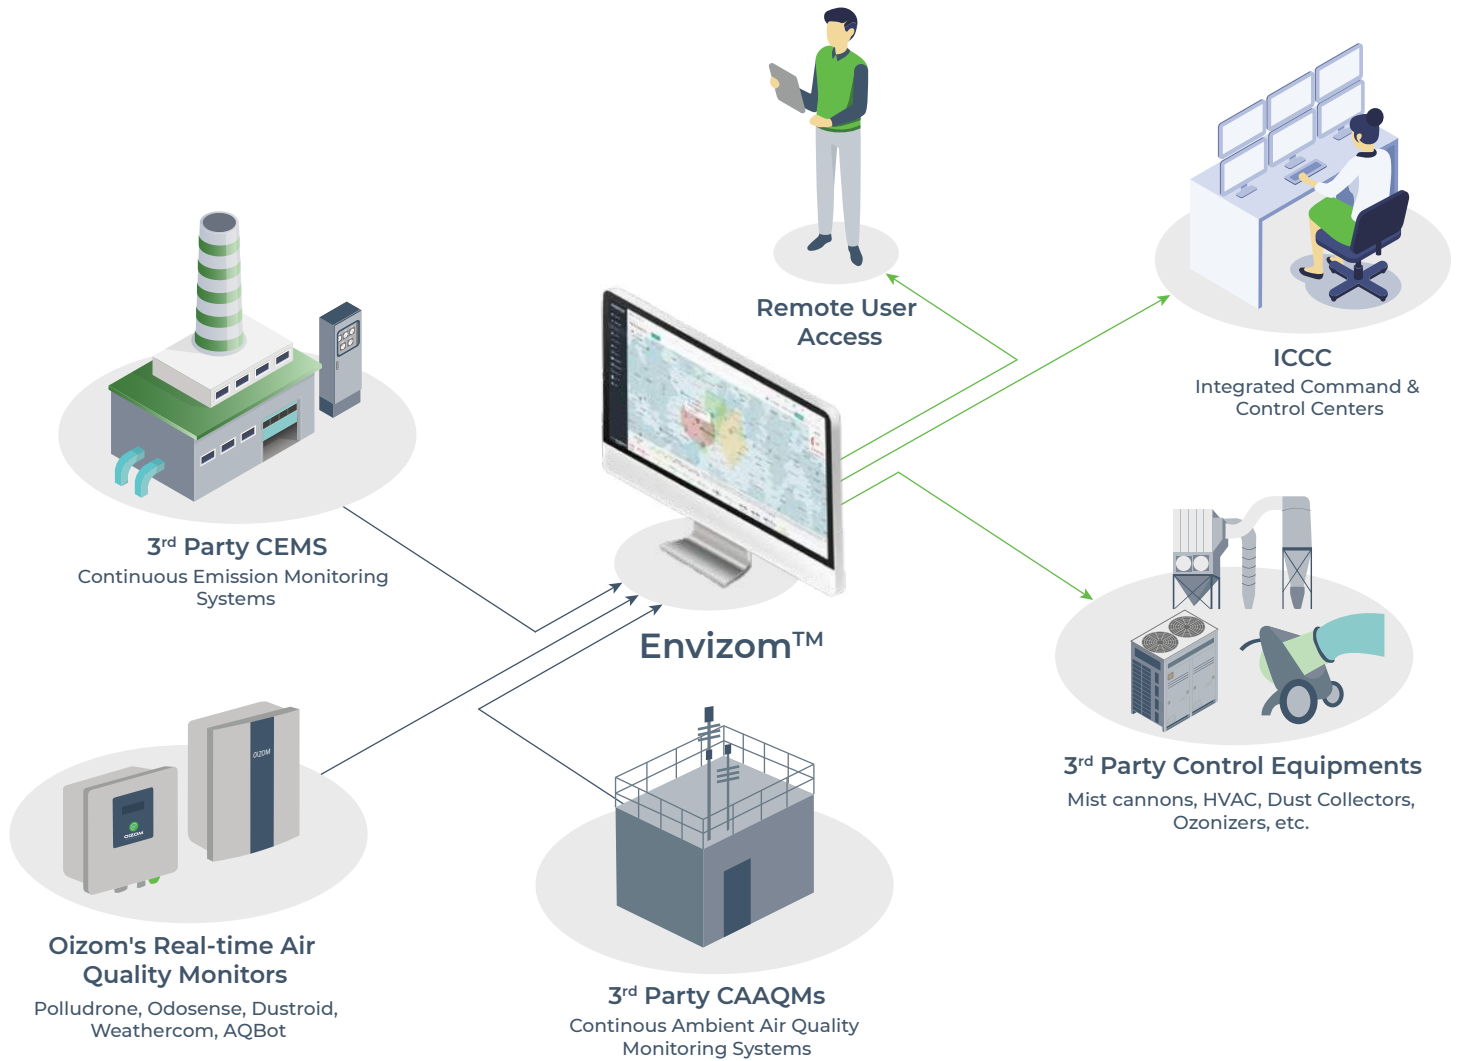 Remote User
Access
ICCC
Integrated Command &
Control Centers
3rd Party CEMS
Continuous Emission Monitoring
Systems
Envizom™
OIZOM
OIZOM
3rd Party Control Equipments
Mist cannons, HVAC, Dust Collectors,
Ozonizers, etc.
Oizom's Real-time Air
Quality Monitors
Polludrone, Odosense, Dustroid,
Weathercom, AQBot
3rd Party CAAQMs
Continous Ambient Air Quality
Monitoring Systems